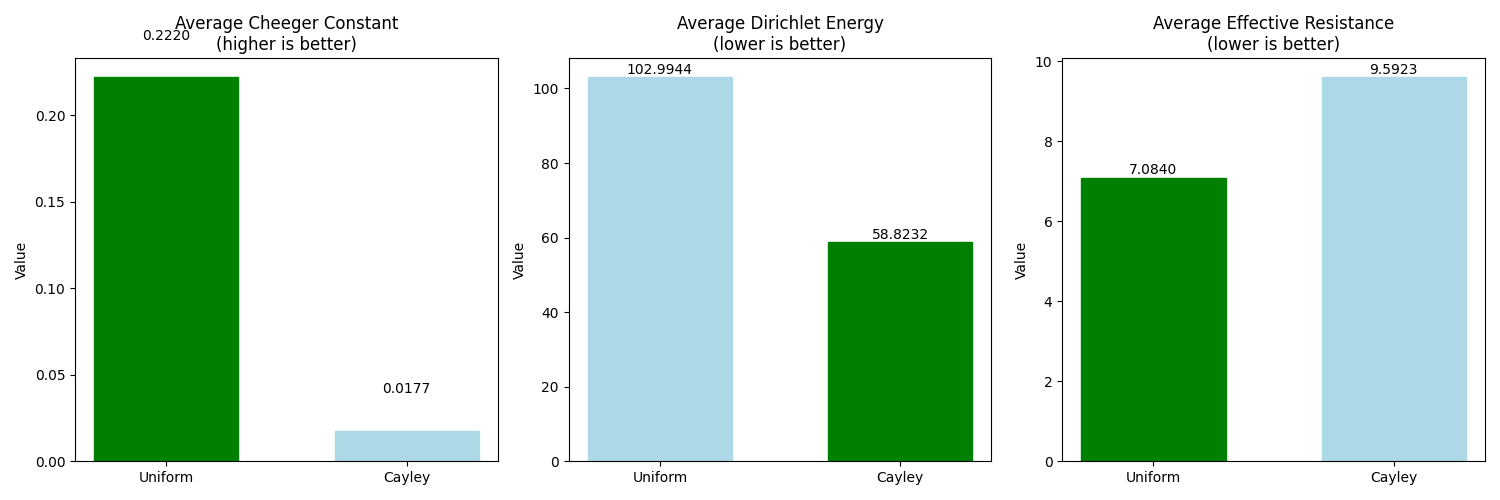 Average Cheeger Constant
(higher is better)
0.2220
0.20
0.15
0.10
0.05
0.00
Value
0.0177
Uniform
Cayley
Average Dirichlet Energy
(lower is better)
102.9944
100
80
60
40
20
0
Value
58.8232
Uniform
Cayley
Average Effective Resistance
(lower is better)
10
8
6
4
2
0
Value
7.0840
9.5923
Uniform
Cayley